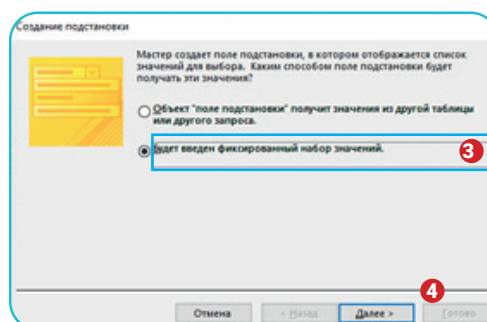 Создание подстановки
Мастер создает поле подстановки, в котором отображается список
значений для выбора. Каким способом поле подстановки будет
получать эти значения?
Объект "поле подстановки" получит значения из другой таблицы
или другого запроса.
Будет введен фиксированный набор значений.
3
4
Отмена < Назад Далее > Готово